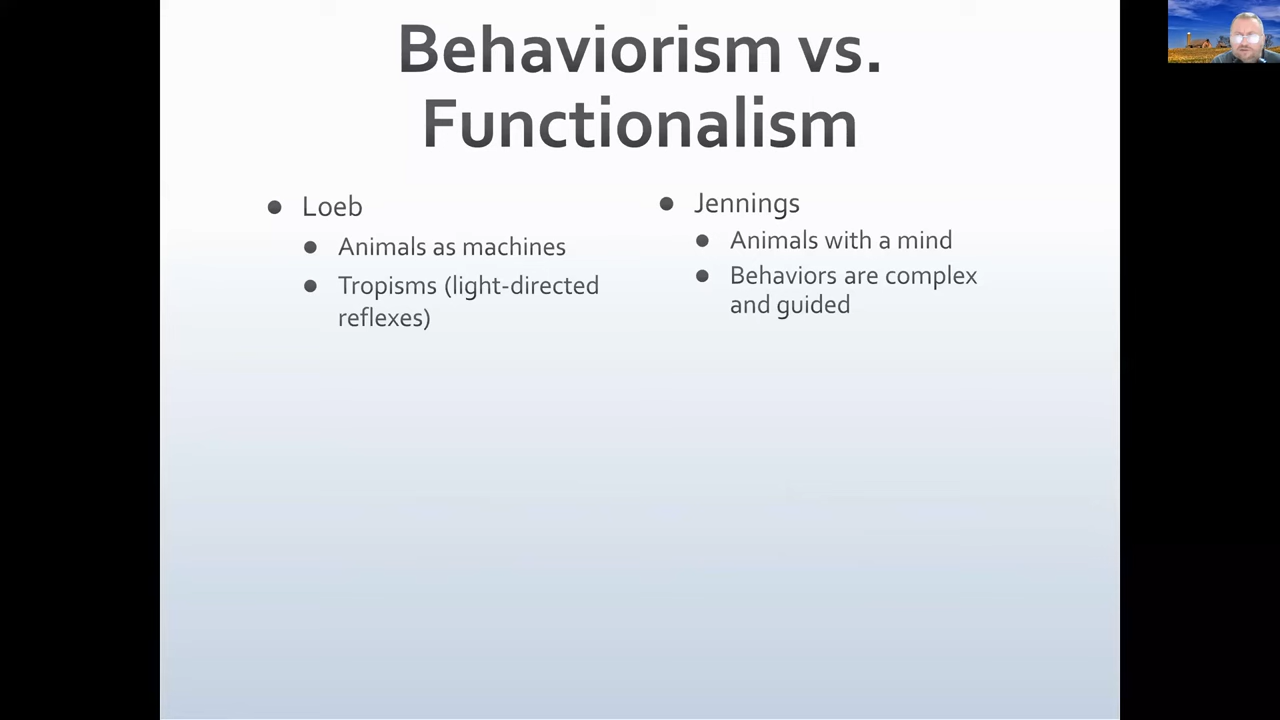 Behaviorism vs.
Functionalism
● Loeb
● Animals as machines
● Tropisms (light-directed
reflexes)
● Jennings
● Animals with a mind
● Behaviors are complex
and guided